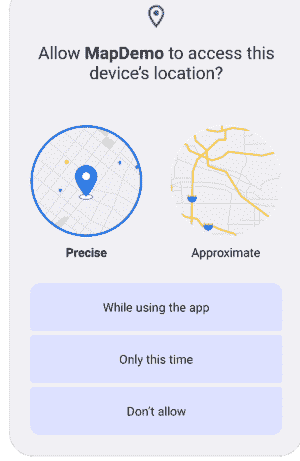 Allow MapDemo to access this
device's location?
Precise
Approximate
While using the app
Only this time
Don't allow